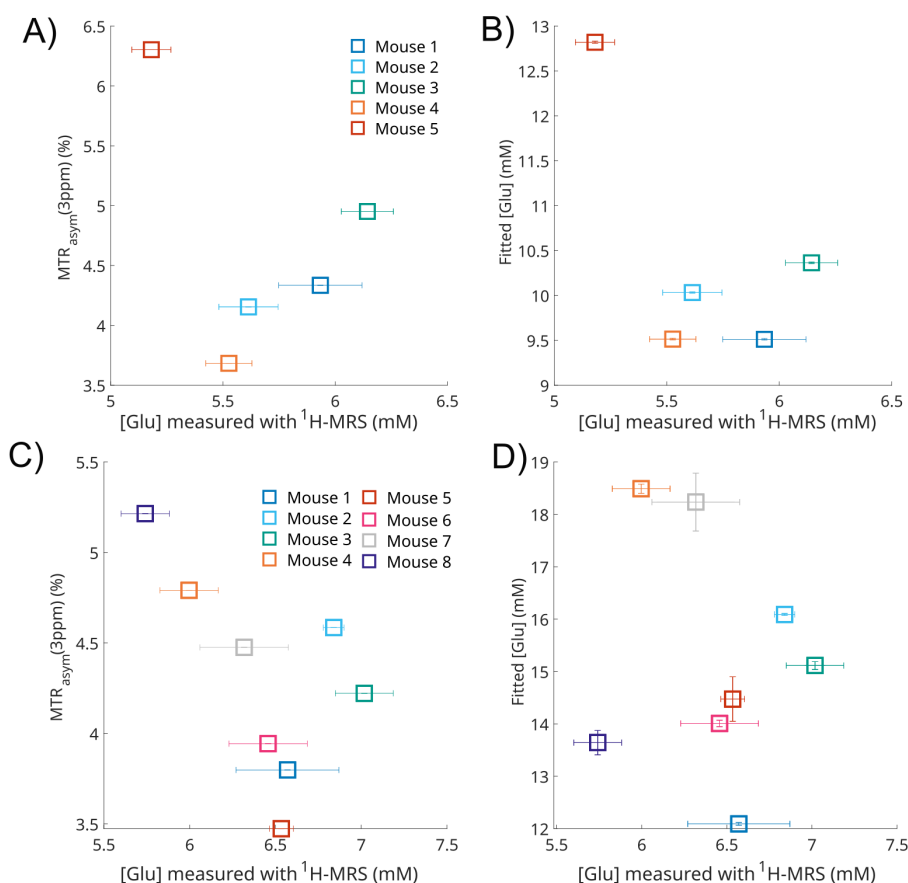 A)
6.5
6
5.5
5
4.5
4
3.5
MTRasym(3ppm) (%)
Mouse 1
Mouse 2
Mouse 3
Mouse 4
Mouse 5
5 5.5 6 6.5
[Glu] measured with 1H-MRS (mM)
B)
13
12.5
12
11.5
11
10.5
10
9.5
9
Fitted [Glu] (mM)
5 5.5 6 6.5
[Glu] measured with 1H-MRS (mM)
C)
5.5
5
4.5
4
3.5
MTRasym(3ppm) (%)
Mouse 1 Mouse 5
Mouse 2 Mouse 6
Mouse 3 Mouse 7
Mouse 4 Mouse 8
5.5 6 6.5 7 7.5
[Glu] measured with 1H-MRS (mM)
D)
19
18
17
16
15
14
13
12
Fitted [Glu] (mM)
5.5 6 6.5 7 7.5
[Glu] measured with 1H-MRS (mM)